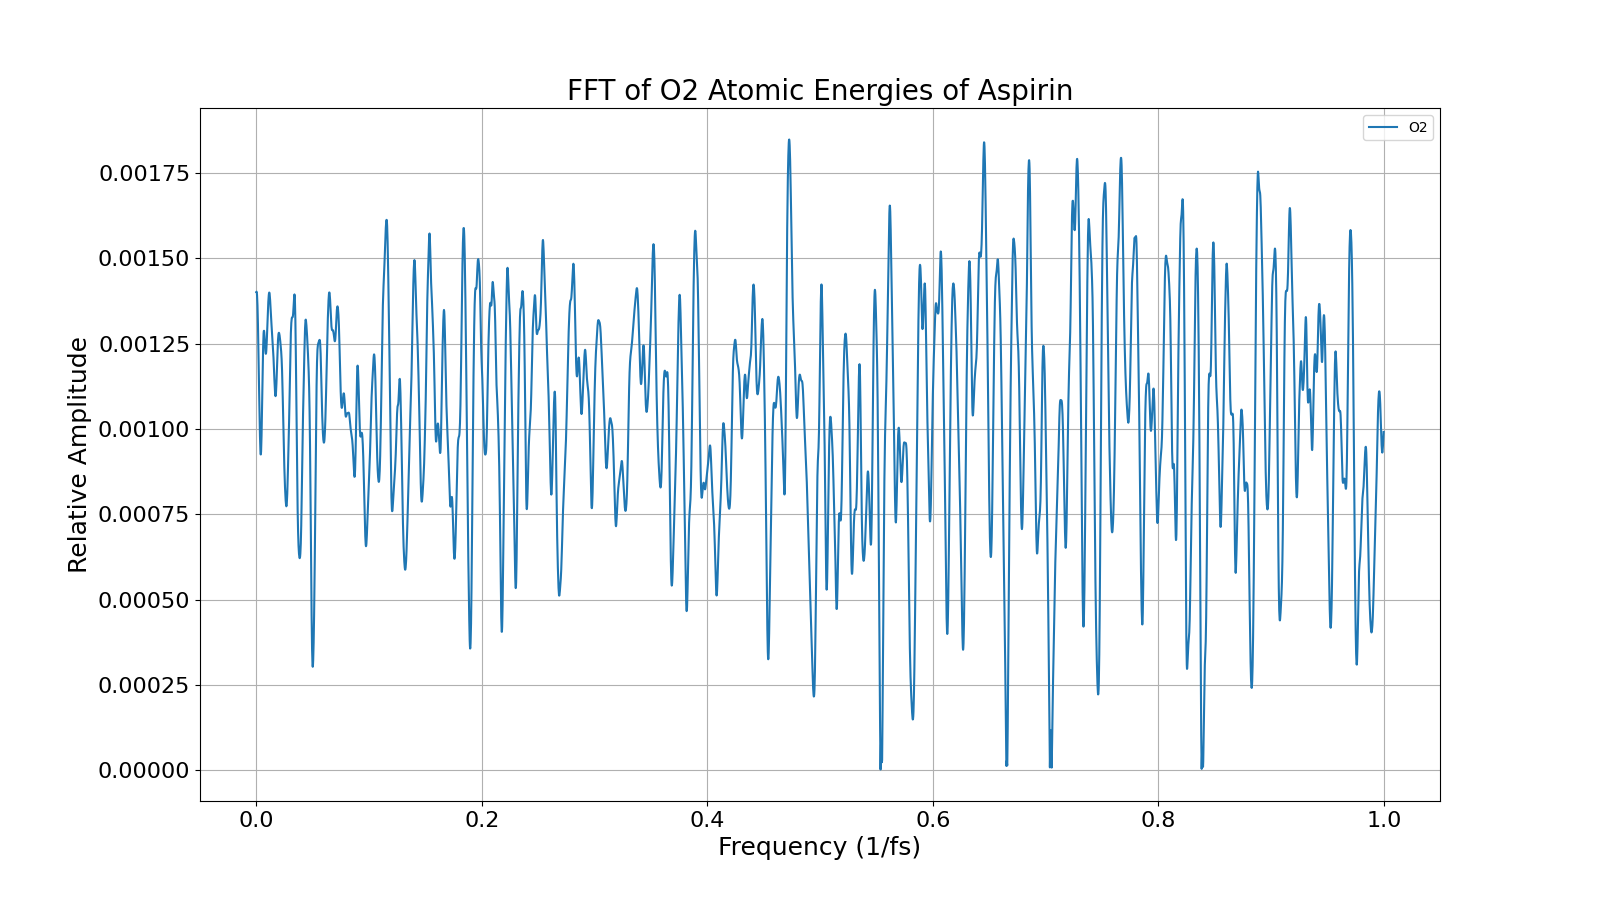 FFT of O2 Atomic Energies of Aspirin
O2
0.00175
0.00150
0.00125
0.00100
0.00075
0.00050
0.00025
0.00000
Relative Amplitude
0.0 0.2 0.4 0.6 0.8 1.0
Frequency (1/fs)